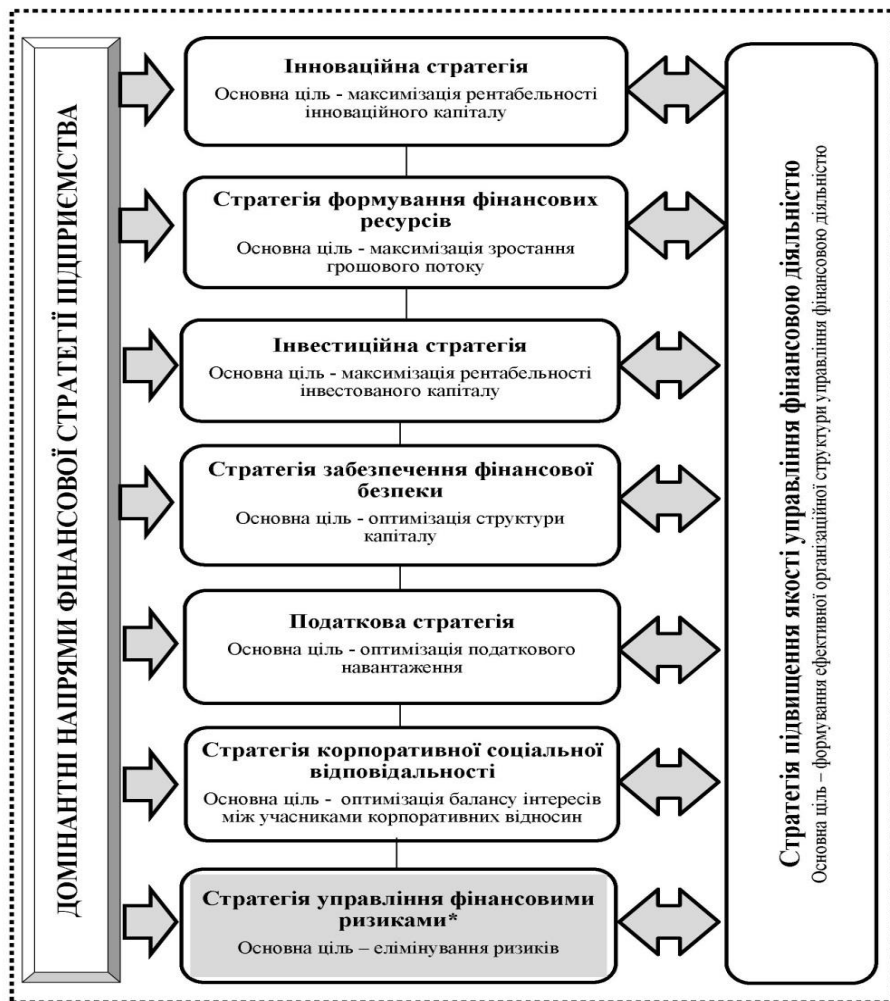 ДОМІНАНТНІ НАПРЯМИ ФІНАНСОВОЇ СТРАТЕГІЇ ПІДПРИЄМСТВА
Інноваційна стратегія
Основна ціль - максимізація рентабельності
інноваційного капіталу
Стратегія формування фінансових
ресурсів
Основна ціль - максимізація зростання
грошового потоку
Інвестиційна стратегія
Основна ціль - максимізація рентабельності
інвестованого капіталу
Стратегія забезпечення фінансової
безпеки
Основна ціль - оптимізація структури
капіталу
Податкова стратегія
Основна ціль - оптимізація податкового
навантаження
Стратегія корпоративної соціальної
відповідальності
Основна ціль - оптимізація балансу інтересів
між учасниками корпоративних відносин
Стратегія управління фінансовими
ризиками*
Основна ціль – елімінування ризиків
Стратегія підвищення якості управління фінансовою діяльністю
Основна ціль – формування ефективної організаційної структури управління фінансовою діяльністю